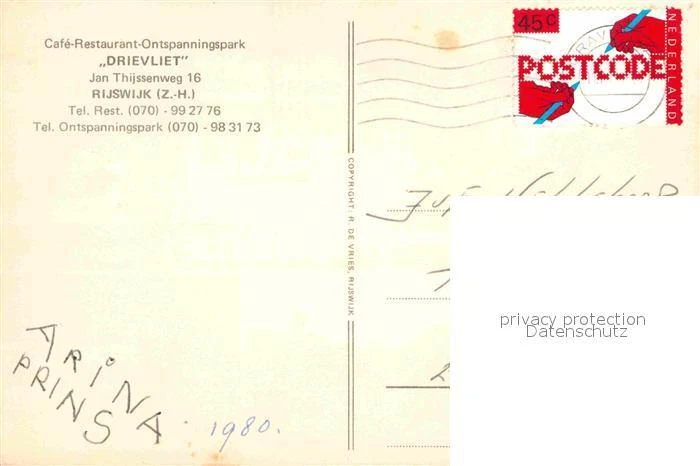 Café-Restaurant-Ontspanningspark
„DRIEVLIET”
Jan Thijssenweg 16
RIJSWIJK (Z.-H.)
Tel. Rest. (070) - 99 27 76
Tel. Ontspanningspark (070) - 98 31 73
ARiNA
PRINS
1980.
COPYRIGHT: R. DE VRIES, RIJSWIJK
45c
POSTCODE
NEDERLAND
privacy protection
Datenschutz